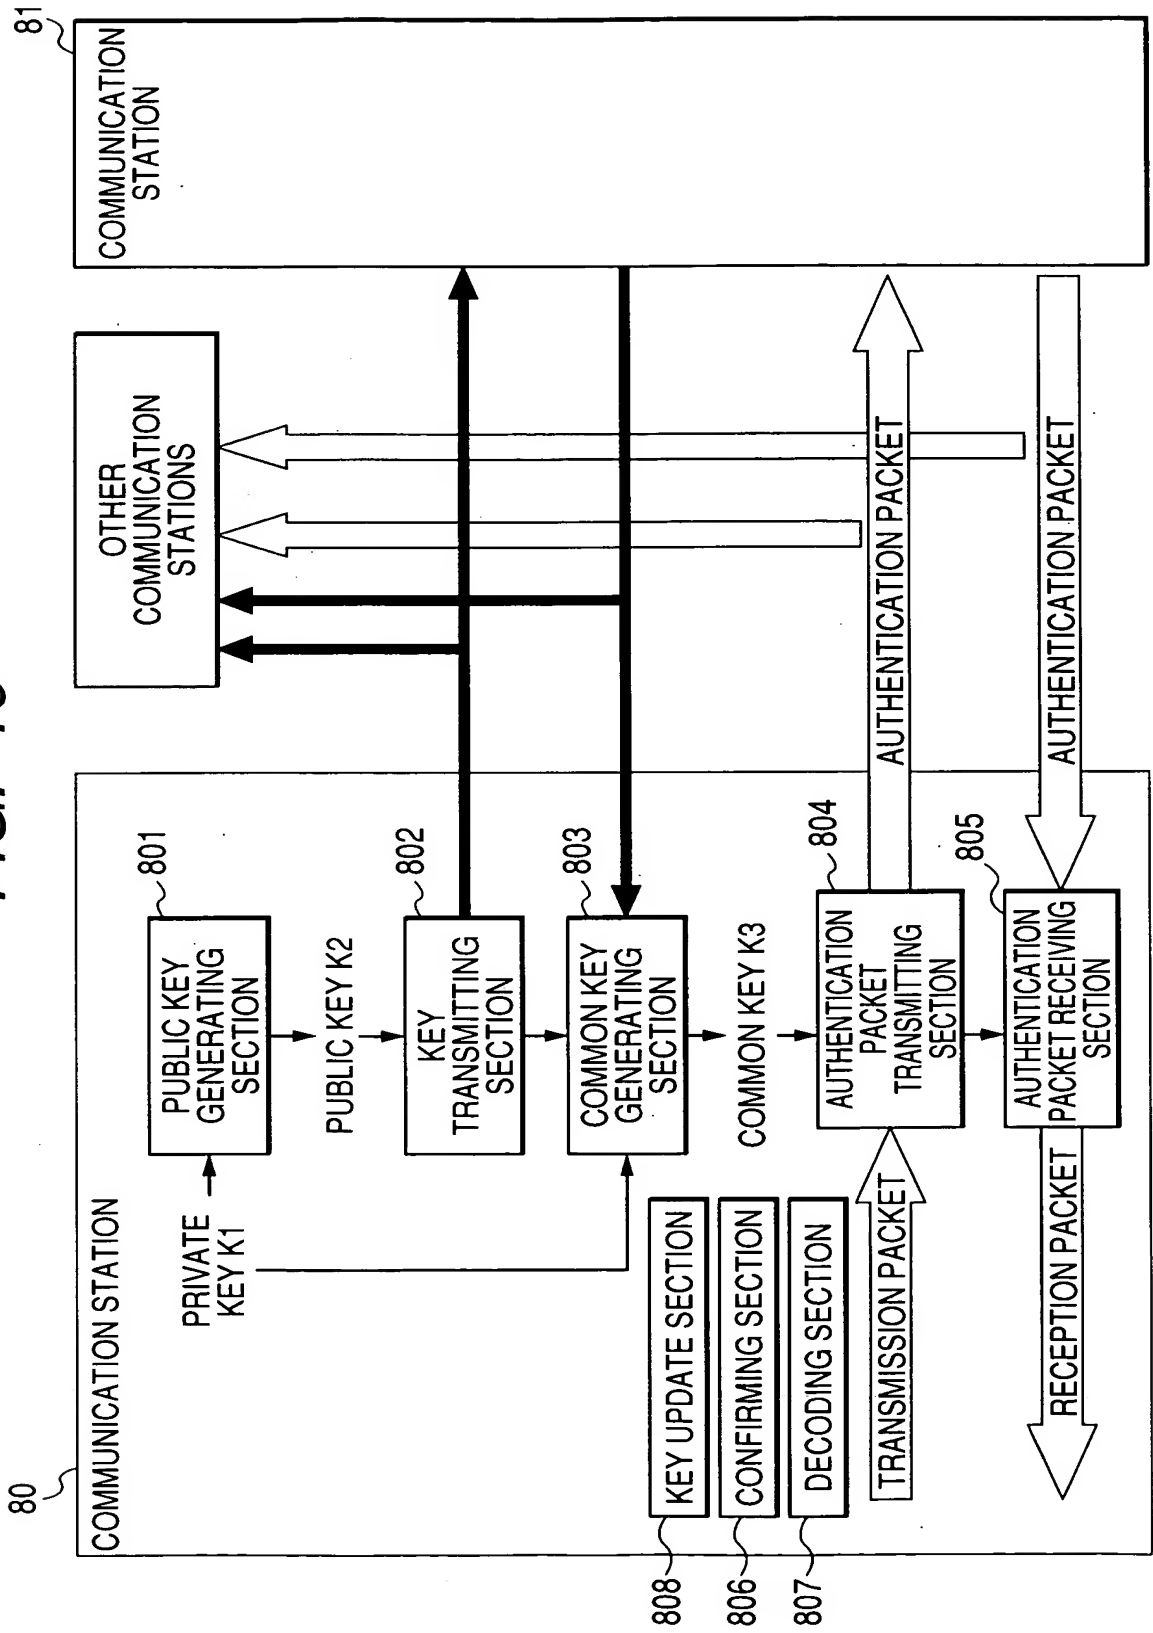 80
COMMUNICATION STATION
PRIVATE
KEY K1
801
PUBLIC KEY
GENERATING
SECTION
PUBLIC KEY K2
802
KEY
TRANSMITTING
SECTION
803
COMMON KEY
GENERATING
SECTION
COMMON KEY K3
804
AUTHENTICATION
PACKET
TRANSMITTING
SECTION
805
AUTHENTICATION
PACKET RECEIVING
SECTION
808
KEY UPDATE SECTION
806
CONFIRMING SECTION
807
DECODING SECTION
TRANSMISSION PACKET
RECEPTION PACKET
OTHER
COMMUNICATION
STATIONS
AUTHENTICATION PACKET
AUTHENTICATION PACKET
81
COMMUNICATION
STATION